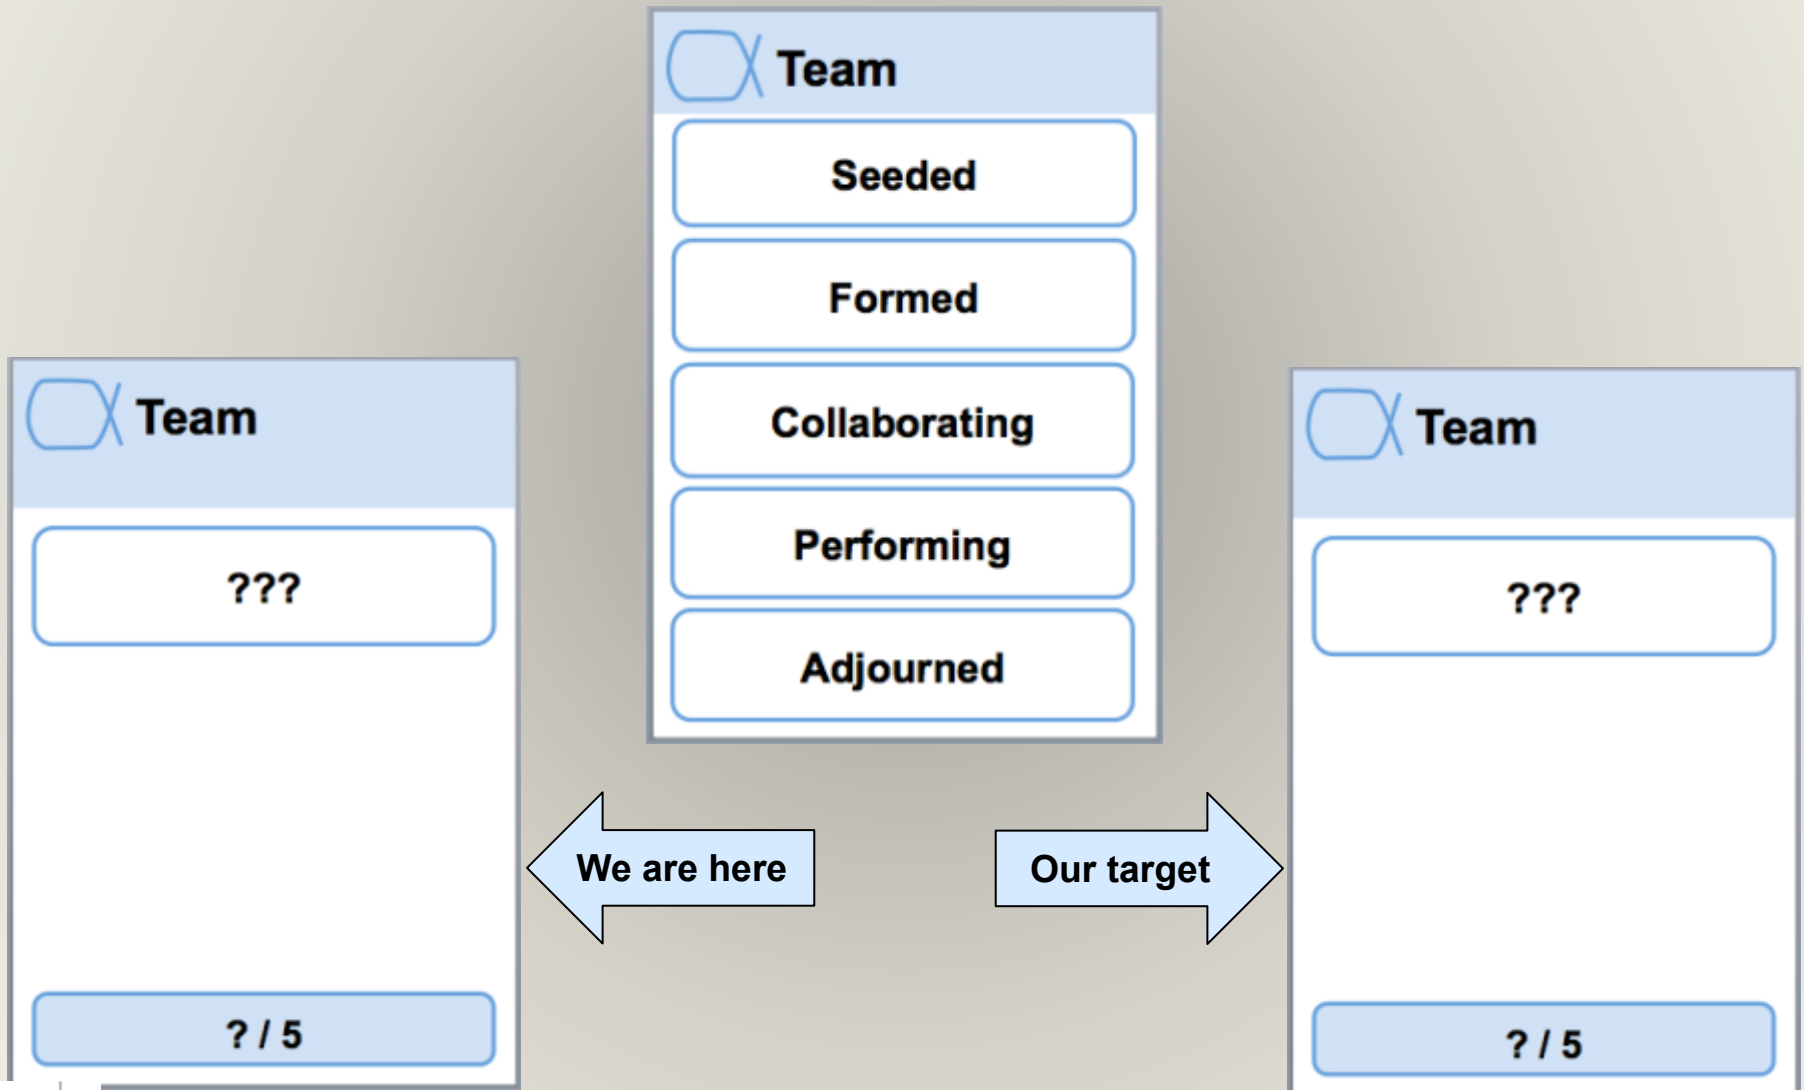 Team
Seeded
Formed
Collaborating
Performing
Adjourned
Team
???
? / 5
We are here
Our target
Team
???
? / 5